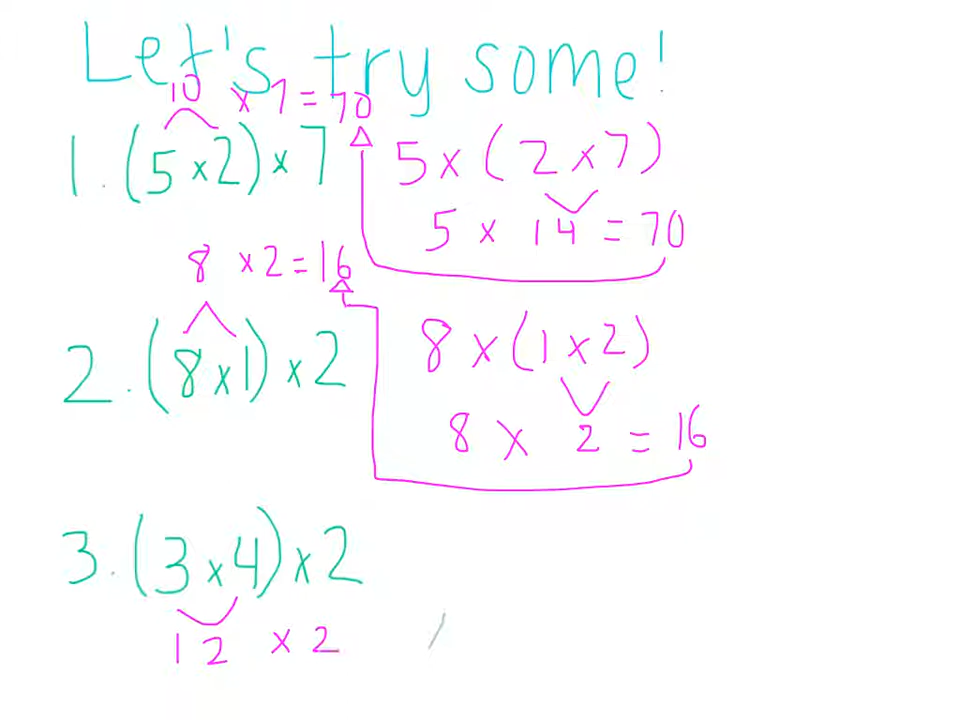 Let's try some!
10 x 7 = 70
1. (5 x 2) x 7
5 x (2 x 7)
5 x 14 = 70
8 x 2 = 16
2. (8 x 1) x 2
8 x (1 x 2)
8 x 2 = 16
3. (3 x 4) x 2
12 x 2